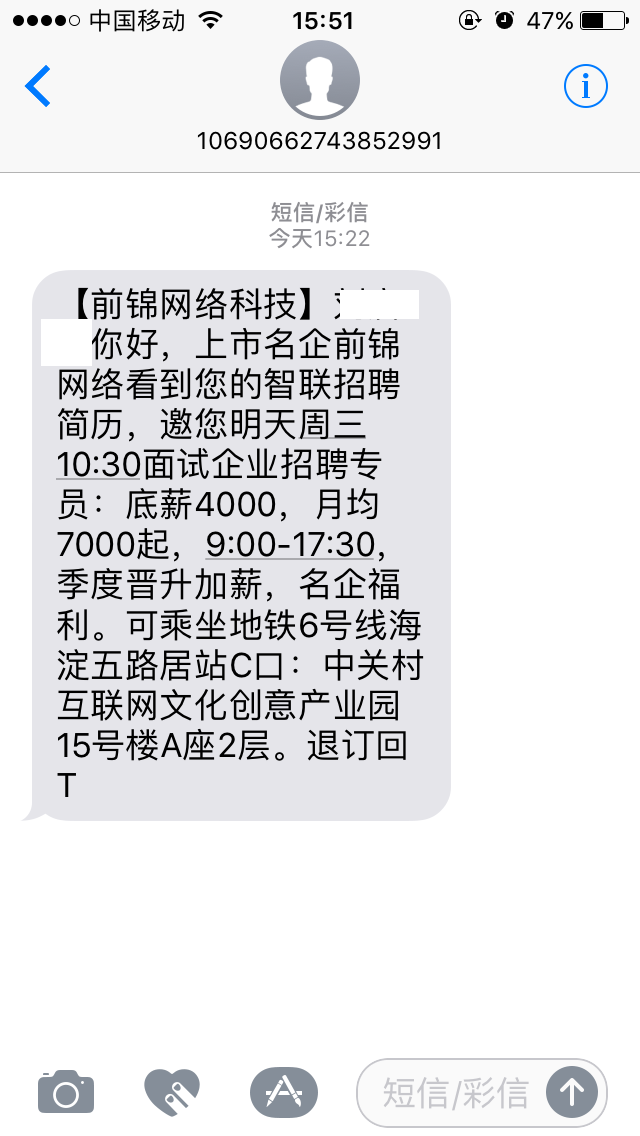 中国移动 15:51 47%
10690662743852991
短信/彩信
今天15:22
【前锦网络科技】
你好，上市名企前锦
网络看到您的智联招聘
简历，邀您明天周三
10:30面试企业招聘专
员：底薪4000，月均
7000起，9:00-17:30，
季度晋升加薪，名企福
利。可乘坐地铁6号线海
淀五路居站C口：中关村
互联网文化创意产业园
15号楼A座2层。退订回
T
短信/彩信